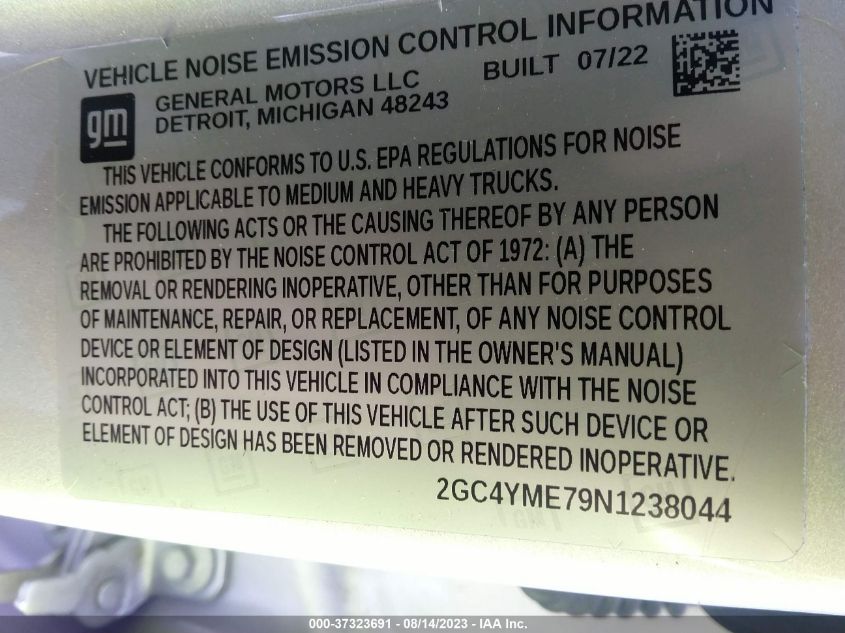 VEHICLE NOISE EMISSION CONTROL INFORMATION
gm
GENERAL MOTORS LLC BUILT 07/22
DETROIT, MICHIGAN 48243
THIS VEHICLE CONFORMS TO U.S. EPA REGULATIONS FOR NOISE
EMISSION APPLICABLE TO MEDIUM AND HEAVY TRUCKS.
THE FOLLOWING ACTS OR THE CAUSING THEREOF BY ANY PERSON
ARE PROHIBITED BY THE NOISE CONTROL ACT OF 1972: (A) THE
REMOVAL OR RENDERING INOPERATIVE, OTHER THAN FOR PURPOSES
OF MAINTENANCE, REPAIR, OR REPLACEMENT, OF ANY NOISE CONTROL
DEVICE OR ELEMENT OF DESIGN (LISTED IN THE OWNER'S MANUAL)
INCORPORATED INTO THIS VEHICLE IN COMPLIANCE WITH THE NOISE
CONTROL ACT; (B) THE USE OF THIS VEHICLE AFTER SUCH DEVICE OR
ELEMENT OF DESIGN HAS BEEN REMOVED OR RENDERED INOPERATIVE.
2GC4YME79N1238044
000-37323691 - 08/14/2023 - IAA Inc.